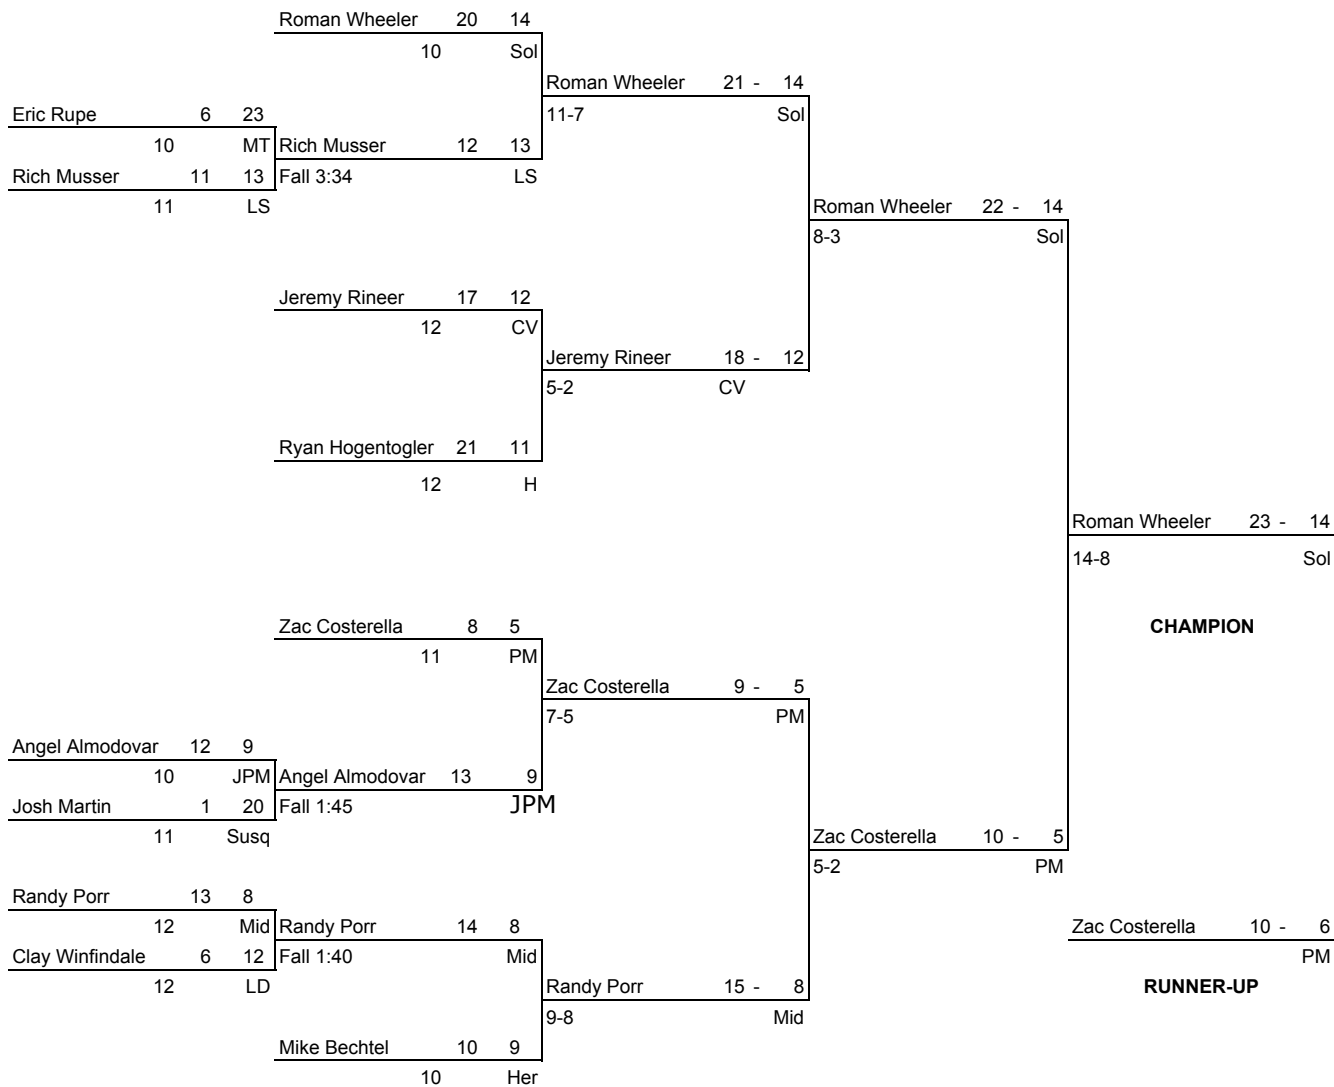 Roman Wheeler 20 14
10 Sol
Roman Wheeler 21 - 14
Eric Rupe 6 23
11-7 Sol
10 MT Rich Musser 12 13
Rich Musser 11 13 Fall 3:34 LS
11 LS
Roman Wheeler 22 - 14
8-3 Sol
Jeremy Rineer 17 12
12 CV
Jeremy Rineer 18 - 12
5-2 CV
Ryan Hogentogler 21 11
12 H
Roman Wheeler 23 - 14
14-8 Sol
Zac Costerella 8 5
CHAMPION
11 PM
Zac Costerella 9 - 5
7-5 PM
Angel Almodovar 12 9
10 JPM Angel Almodovar 13 9
Josh Martin 1 20 Fall 1:45 JPM
11 Susq
Zac Costerella 10 - 5
5-2 PM
Randy Porr 13 8
12 Mid Randy Porr 14 8
Zac Costerella 10 - 6
Clay Winfindale 6 12 Fall 1:40 Mid
PM
12 LD
Randy Porr 15 - 8
RUNNER-UP
9-8 Mid
Mike Bechtel 10 9
10 Her